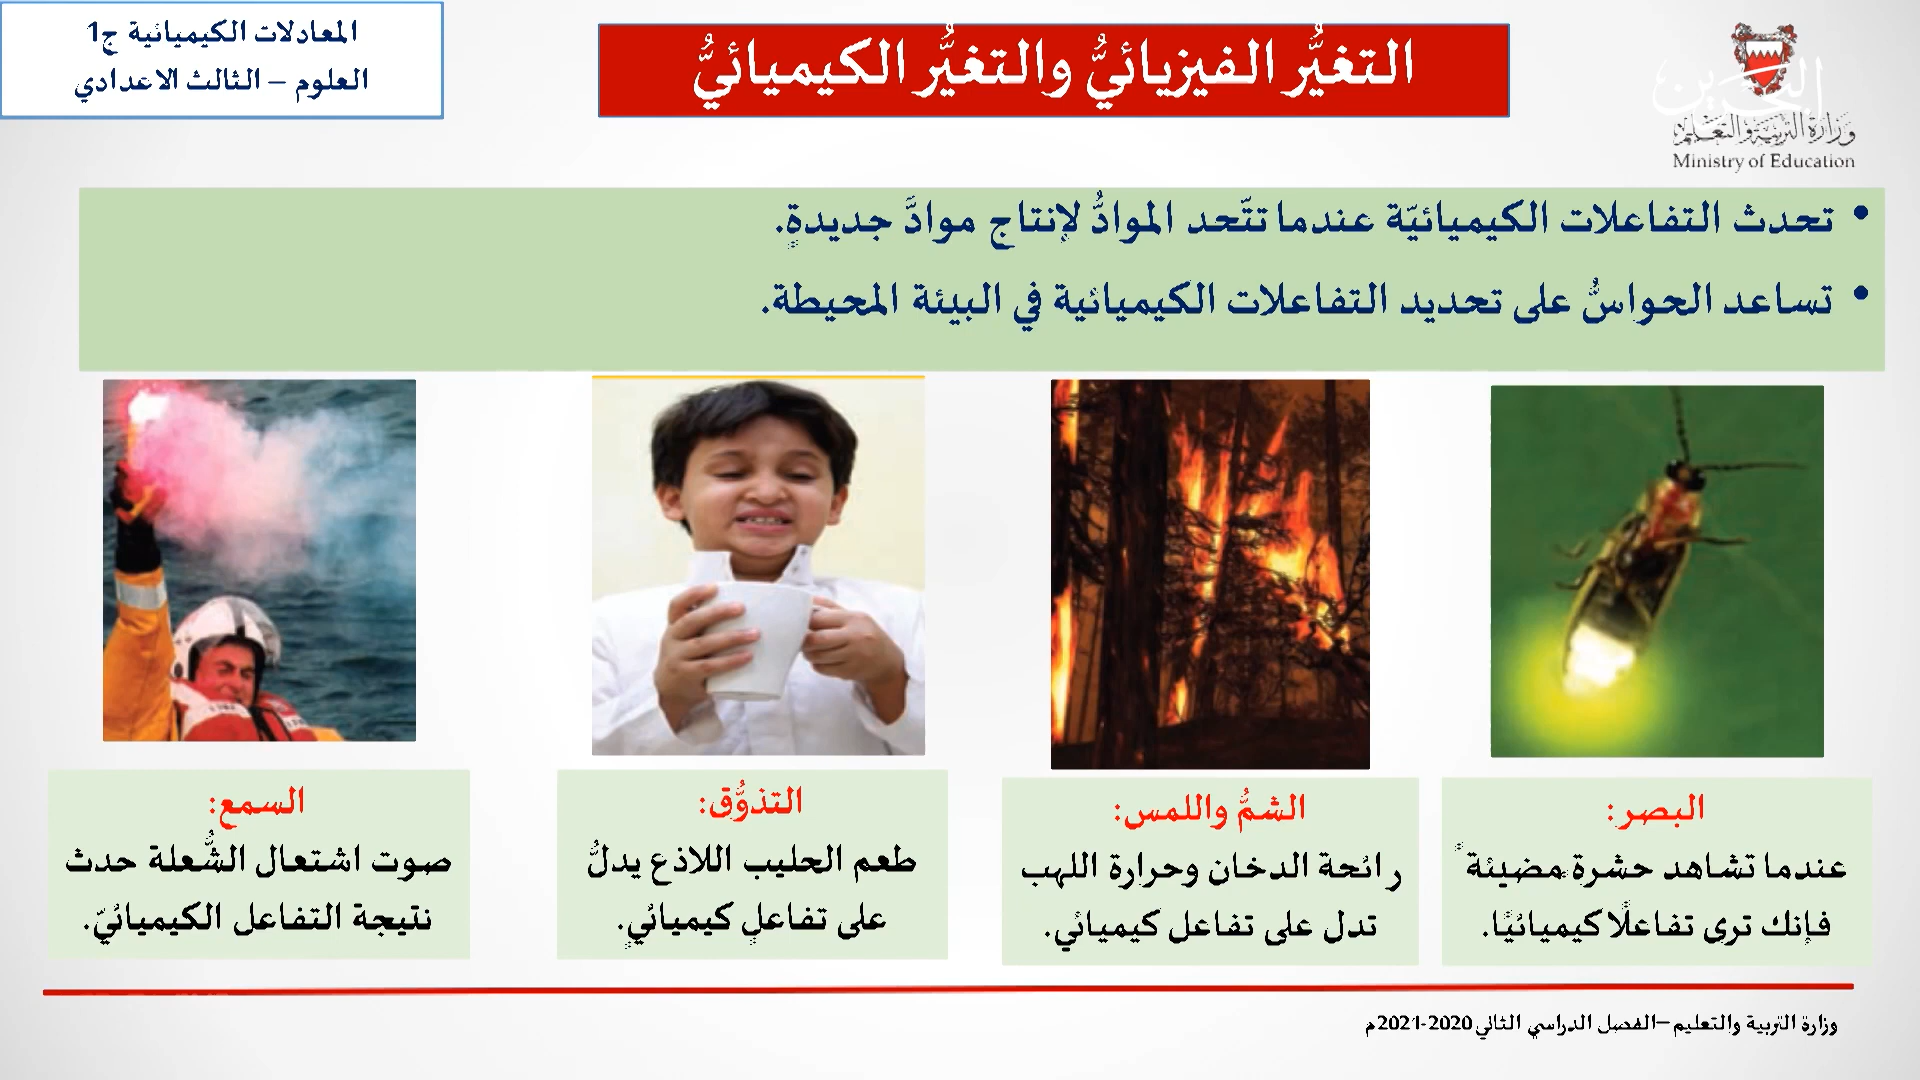 المعادلات الكيميائية ج1
العلوم – الثالث الاعدادي
التغيُّر الفيزيائيُّ والتغيُّر الكيميائيُّ
البحرين
وزارة التربية والتعليم
Ministry of Education
• تحدث التفاعلات الكيميائيّة عندما تتّحد الموادُّ لإنتاج موادَّ جديدةٍ.
• تساعد الحواسُّ على تحديد التفاعلات الكيميائية في البيئة المحيطة.
البصر:
عندما تشاهد حشرة مضيئةً
فإنك ترى تفاعلًا كيميائيًا.
الشمُّ واللمس:
رائحة الدخان وحرارة اللهب
تدل على تفاعل كيميائي.
التذوُّق:
طعم الحليب اللاذع يدلُّ
على تفاعلٍ كيميائيٍ.
السمع:
صوت اشتعال الشُّعلة حدث
نتيجة التفاعل الكيميائيّ.
وزارة التربية والتعليم –الفصل الدراسي الثاني 2020-2021م